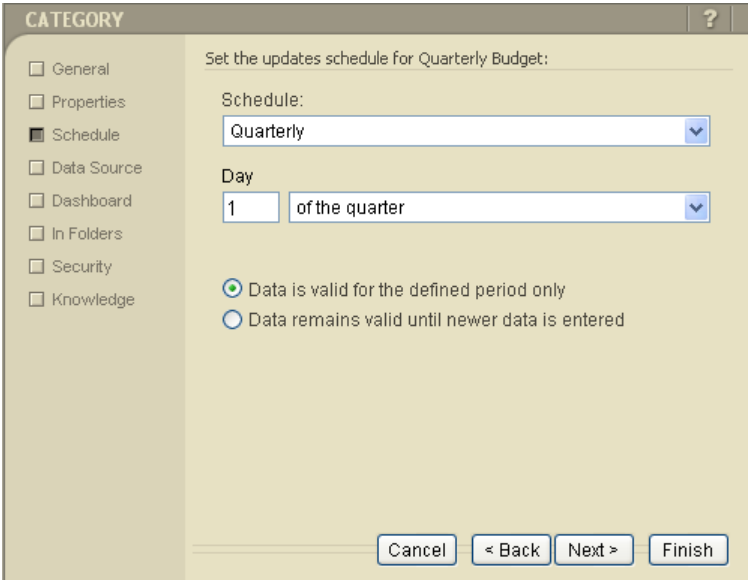 CATEGORY ?
General
Properties
Schedule
Data Source
Dashboard
In Folders
Security
Knowledge
Set the updates schedule for Quarterly Budget:
Schedule:
Quarterly
Day
1 of the quarter
Data is valid for the defined period only
Data remains valid until newer data is entered
Cancel < Back Next > Finish